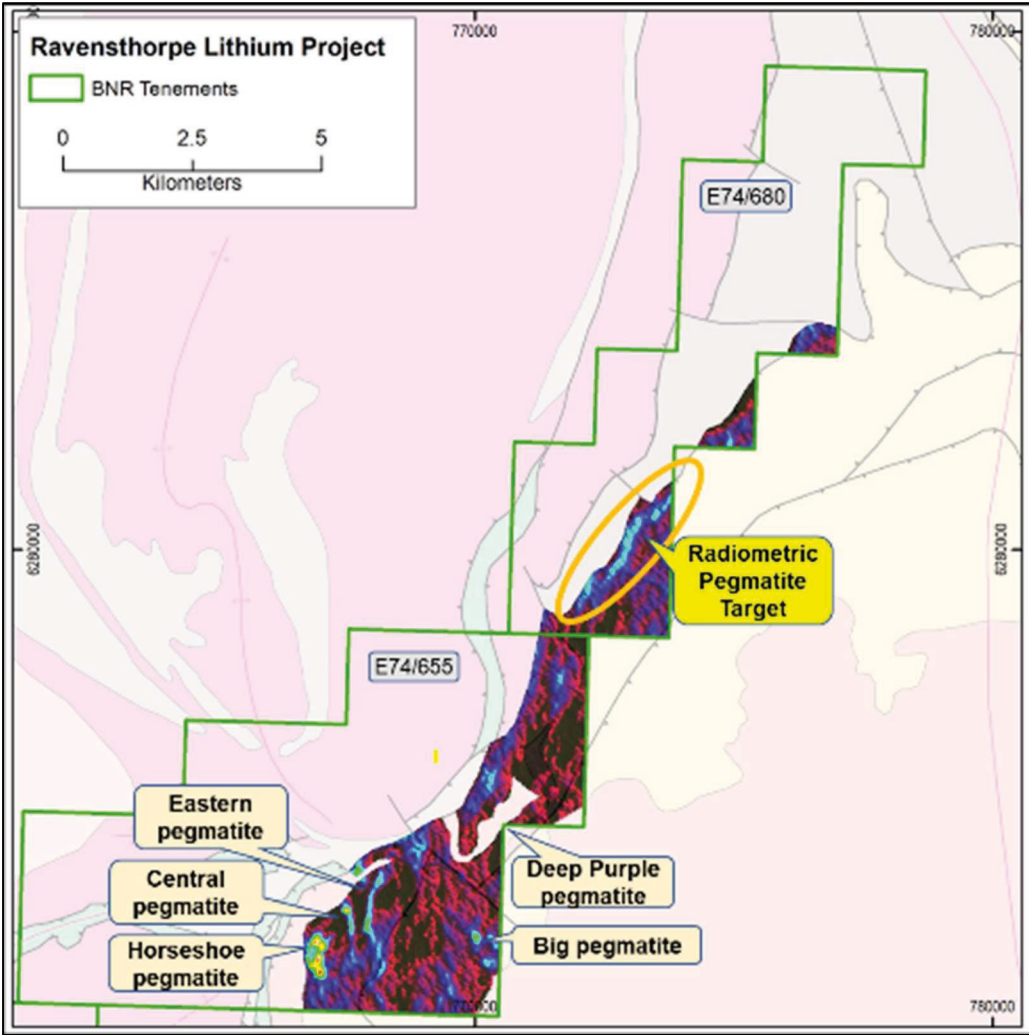 770000
780000
Ravensthorpe Lithium Project
BNR Tenements
0 2.5 5
Kilometers
E74/680
6280000
6280000
Radiometric
Pegmatite
Target
E74/655
Eastern
pegmatite
Central
pegmatite
Horseshoe
pegmatite
Deep Purple
pegmatite
Big pegmatite
770000
780000